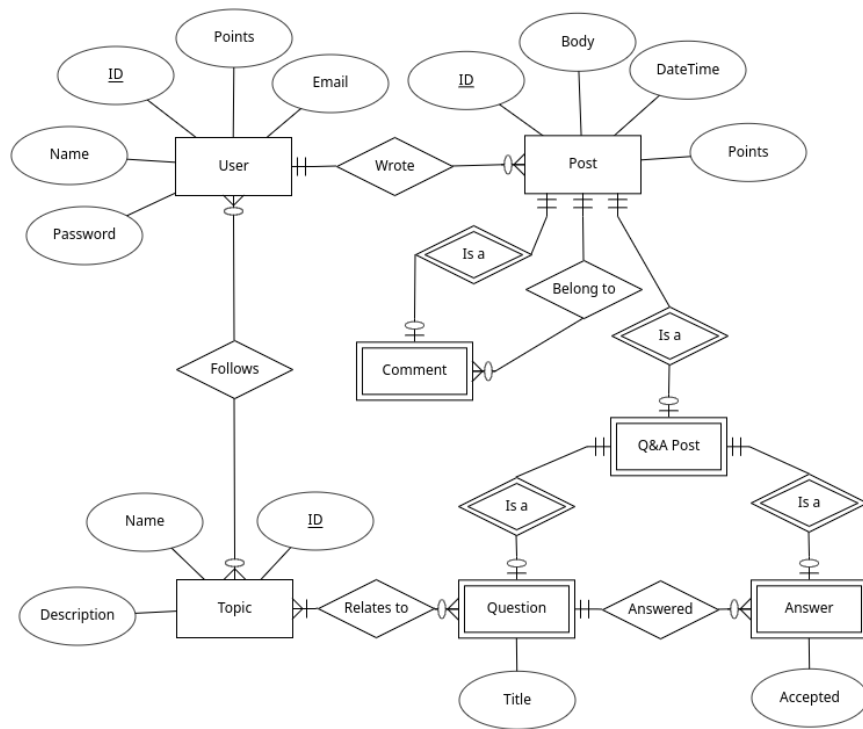 Points
Body
ID
Email
ID
DateTime
Name
User
Wrote
Post
Points
Password
Is a
Belong to
Is a
Follows
Comment
Q&A Post
Name
ID
Is a
Is a
Description
Topic
Relates to
Question
Answered
Answer
Title
Accepted